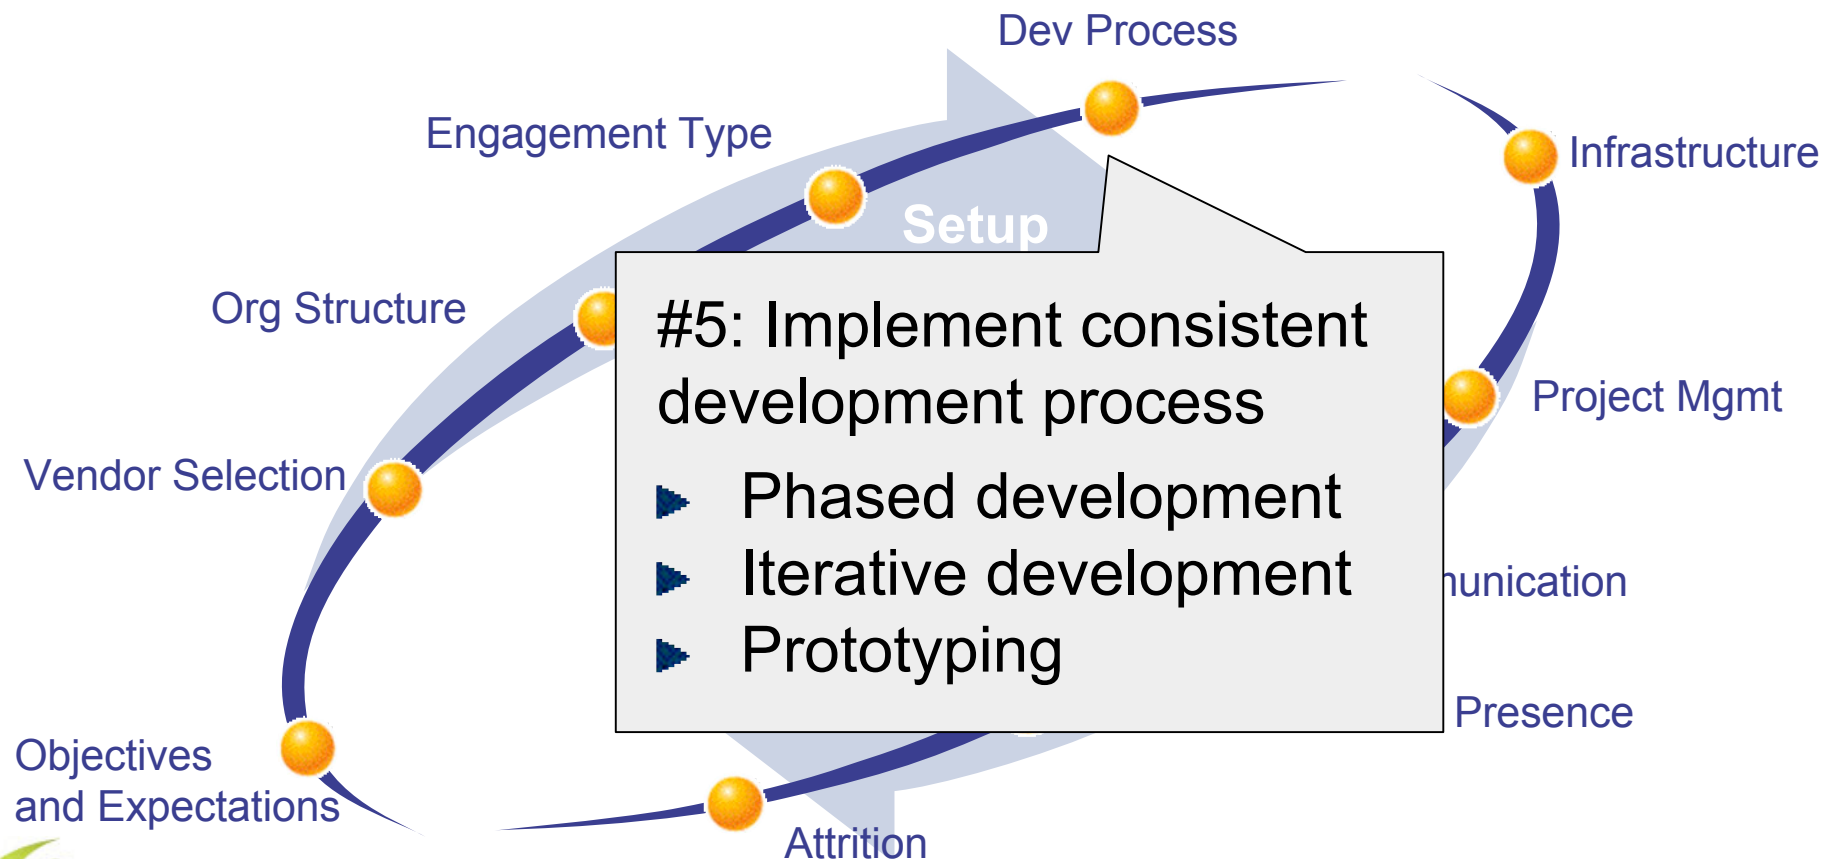 Dev Process
Engagement Type
Infrastructure
Setup
Org Structure
#5: Implement consistent
development process
Project Mgmt
Vendor Selection
Phased development
Iterative development
Prototyping
Presence
Objectives
and Expectations
Attrition